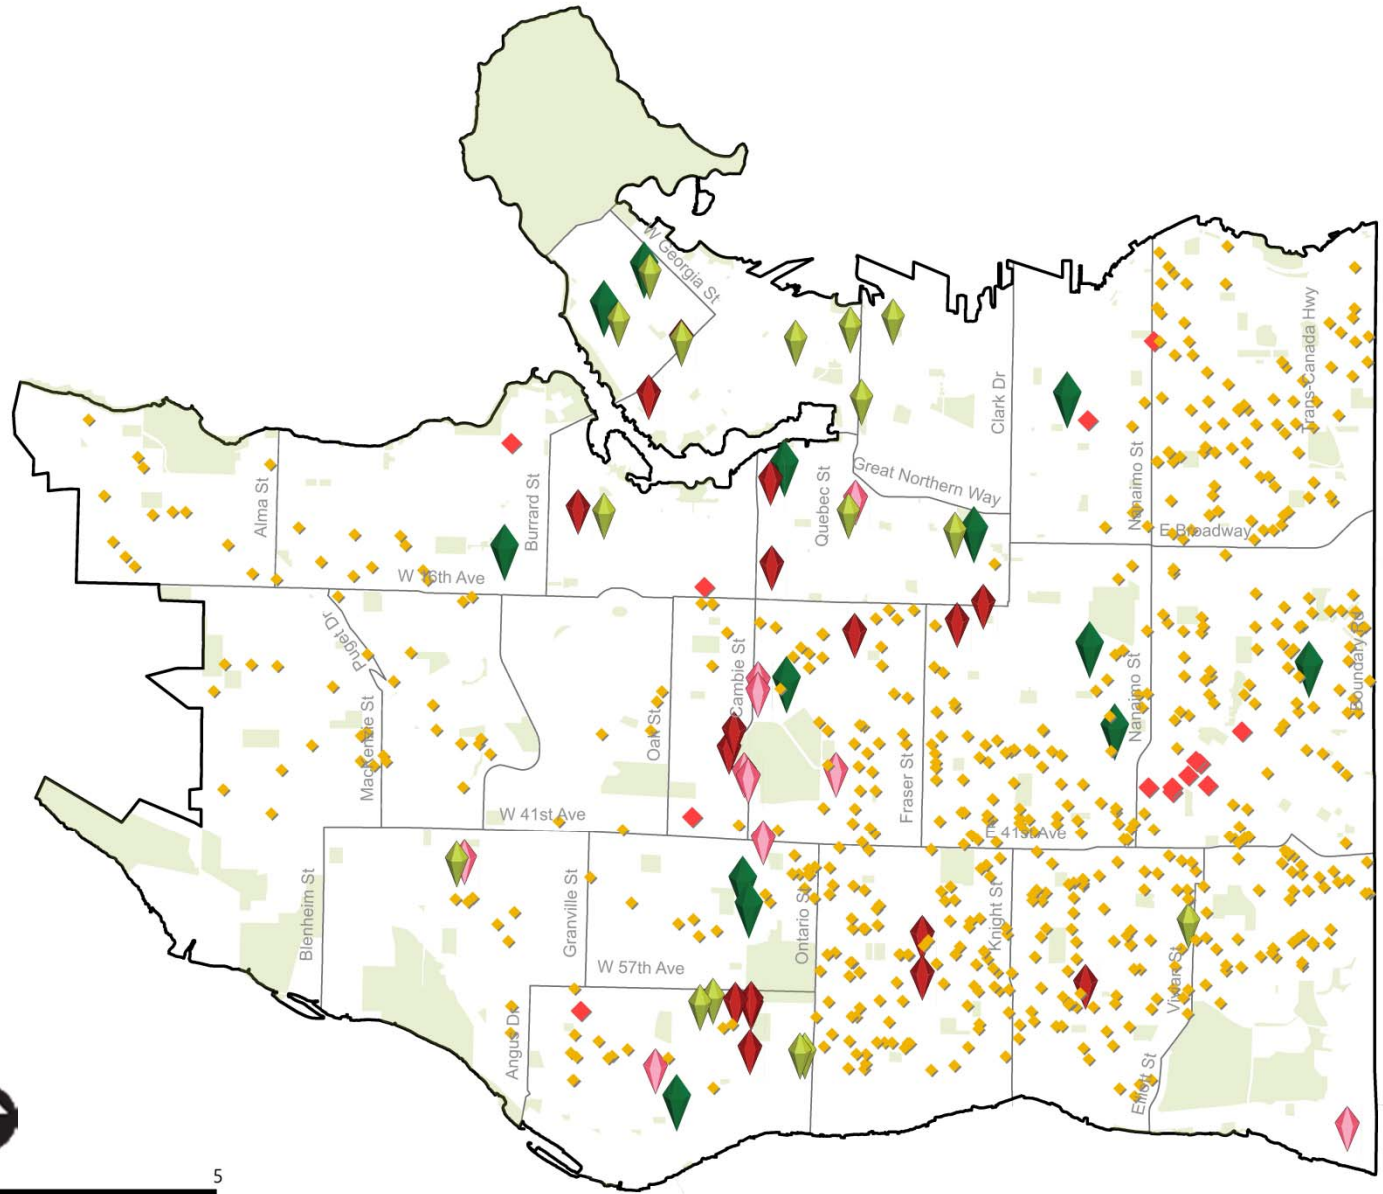 W Georgia St
Trans-Canada Hwy
Clark Dr
Alma St
Burrard St
Quebec St
Great Northern Way
Nanaimo St
E Broadway
W 16th Ave
Puget Dr
MacKenzie St
Oak St
Cambie St
Fraser St
Nanaimo St
Boundary Rd
W 41st Ave
E 41st Ave
Blenheim St
Granville St
Ontario St
Knight St
W 57th Ave
Vivian St
Angus Dr
Elliott St
5